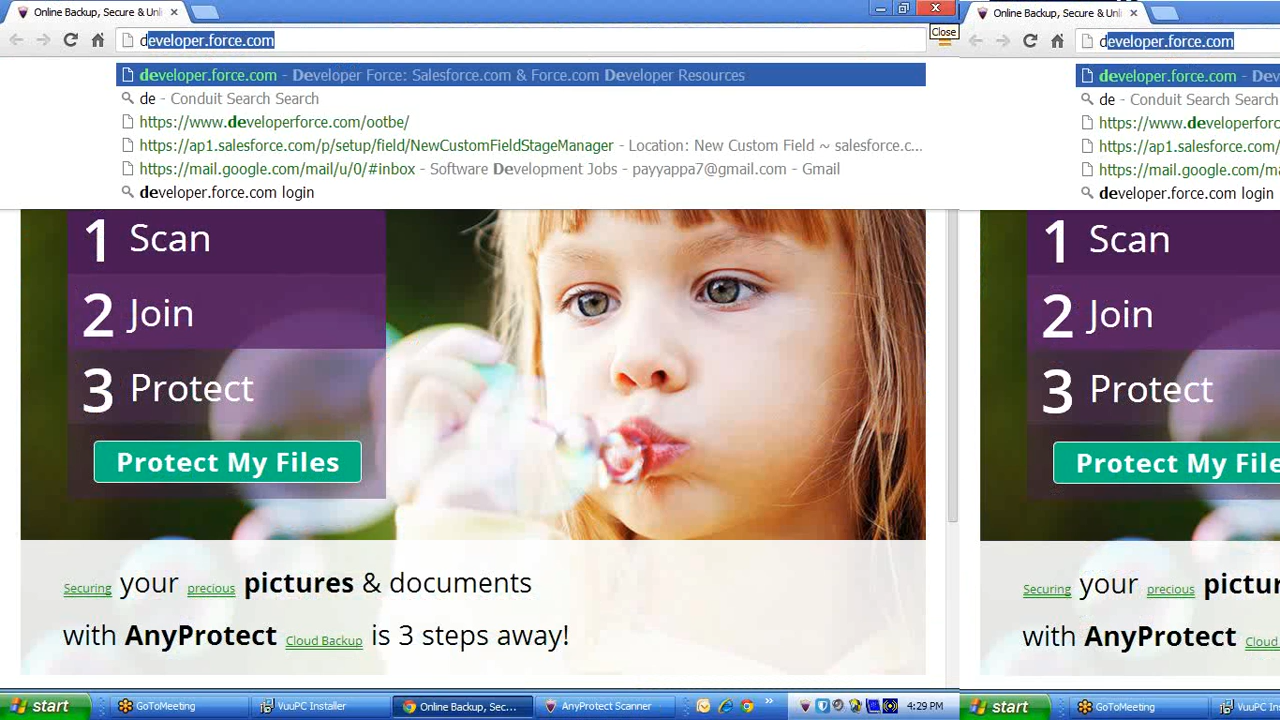 Online Backup, Secure & Unli
developer.force.com
Close
developer.force.com - Developer Force: Salesforce.com & Force.com Developer Resources
de - Conduit Search Search
https://www.developerforce.com/ootbe/
https://ap1.salesforce.com/p/setup/field/NewCustomFieldStageManager - Location: New Custom Field ~ salesforce.c...
https://mail.google.com/mail/u/0/#inbox - Software Development Jobs - payyappa7@gmail.com - Gmail
developer.force.com login
1 Scan
2 Join
3 Protect
Protect My Files
Securing your precious pictures & documents
with AnyProtect Cloud Backup is 3 steps away!
start GoToMeeting VuuPC Installer Online Backup, Sec... AnyProtect Scanner » 4:29 PM
Online Backup, Secure & Unli
developer.force.com
developer.force.com - Dev
de - Conduit Search Search
https://www.developerforc
https://ap1.salesforce.com/
https://mail.google.com/ma
developer.force.com login
1 Scan
2 Join
3 Protect
Protect My File
Securing your precious pictur
with AnyProtect Cloud
start GoToMeeting VuuPC Inst